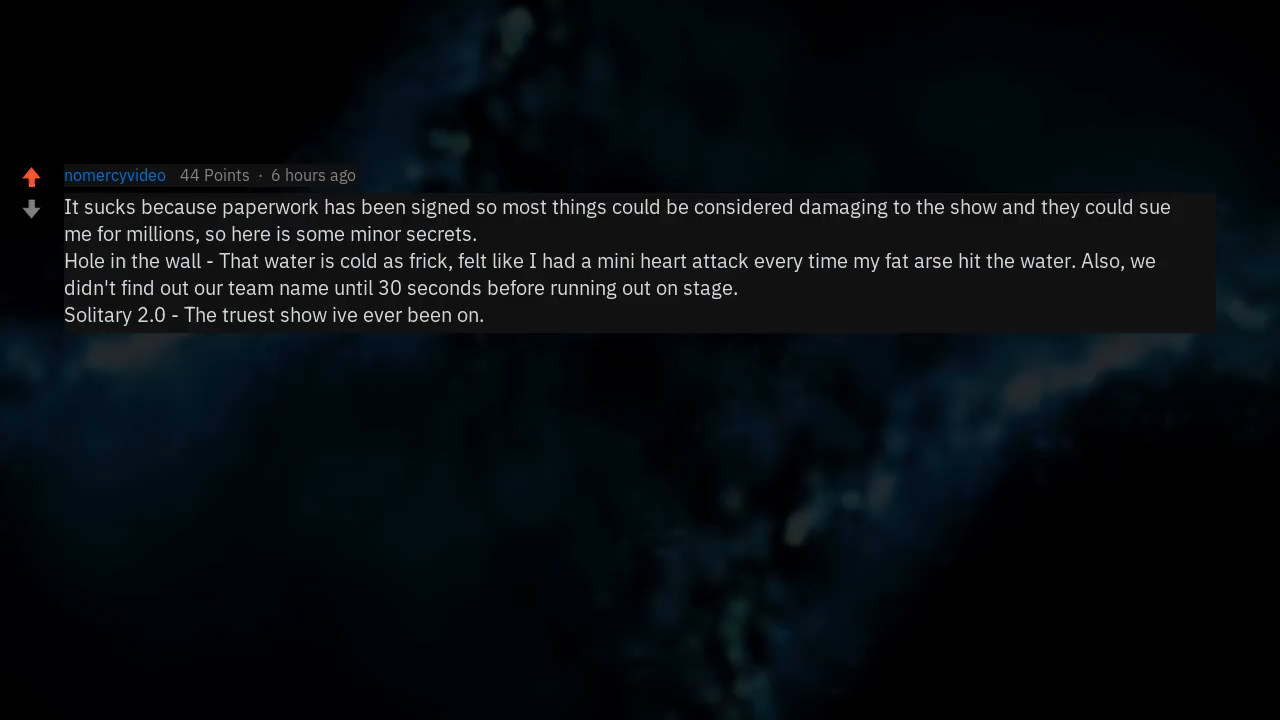 nomercyvideo 44 Points · 6 hours ago
It sucks because paperwork has been signed so most things could be considered damaging to the show and they could sue
me for millions, so here is some minor secrets.
Hole in the wall - That water is cold as frick, felt like I had a mini heart attack every time my fat arse hit the water. Also, we
didn't find out our team name until 30 seconds before running out on stage.
Solitary 2.0 - The truest show ive ever been on.